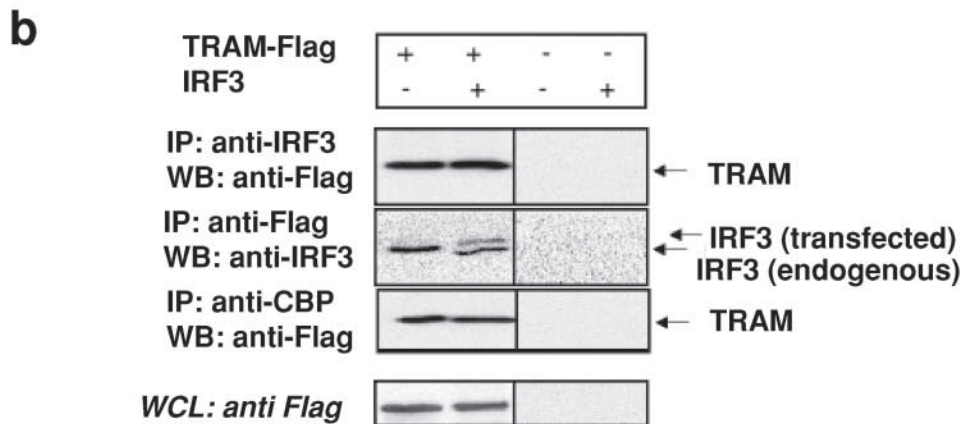 b
TRAM-Flag + + - -
IRF3 - + - +
IP: anti-IRF3
WB: anti-Flag
← TRAM
IP: anti-Flag
WB: anti-IRF3
← IRF3 (transfected)
← IRF3 (endogenous)
IP: anti-CBP
WB: anti-Flag
← TRAM
WCL: anti Flag